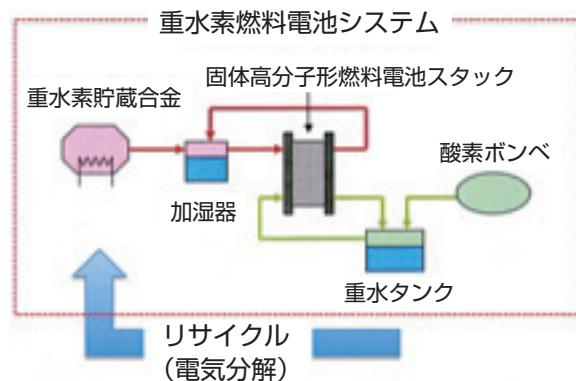 重水素燃料電池システム
固体高分子形燃料電池スタック
重水素貯蔵合金
酸素ボンベ
加湿器
重水タンク
リサイクル
（電気分解）